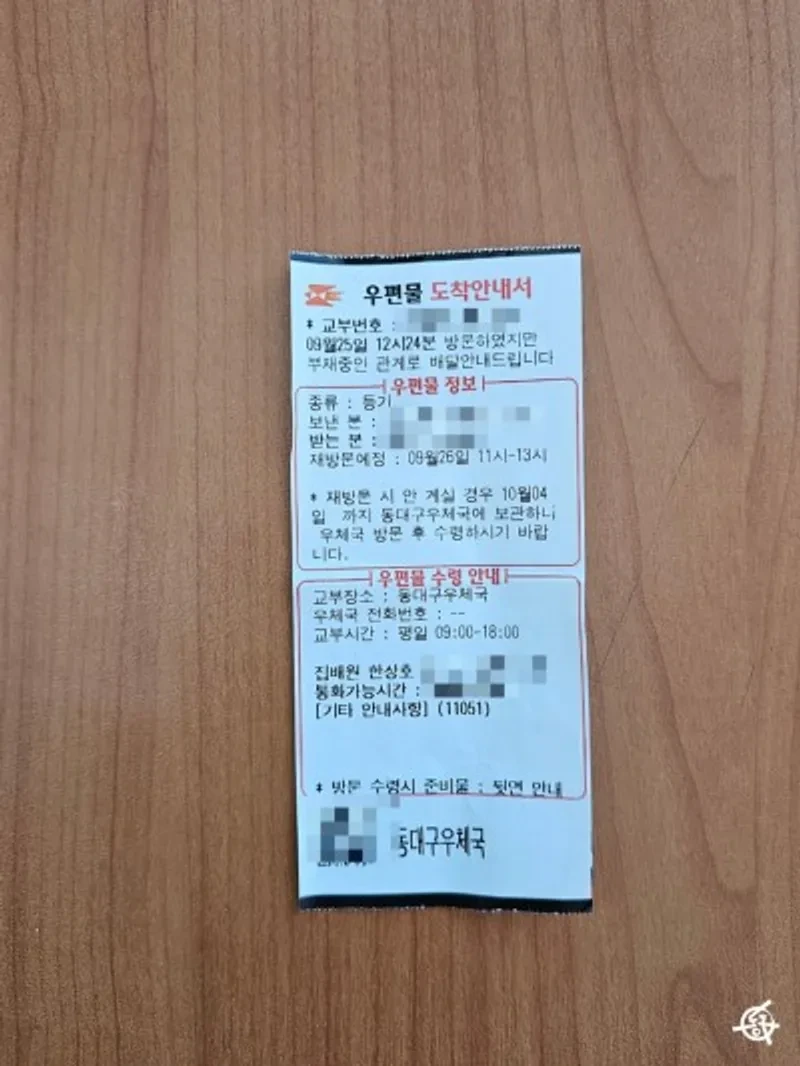 우편물 도착안내서
* 교부번호 :
09월25일 12시24분 방문하였지만
부재중인 관계로 배달안내드립니다
우편물 정보
종류 : 등기
보낸 분 :
받는 분 :
재방문예정 : 09월26일 11시-13시
* 재방문 시 안 계실 경우 10월04
일 까지 동대구우체국에 보관하니
우체국 방문 후 수령하시기 바랍
니다.
우편물 수령 안내
교부장소 : 동대구우체국
우체국 전화번호 : --
교부시간 : 평일 09:00-18:00
집배원 한상호
통화가능시간 :
[기타 안내사항] (11051)
* 방문 수령시 준비물 : 뒷면 안내
동대구우체국